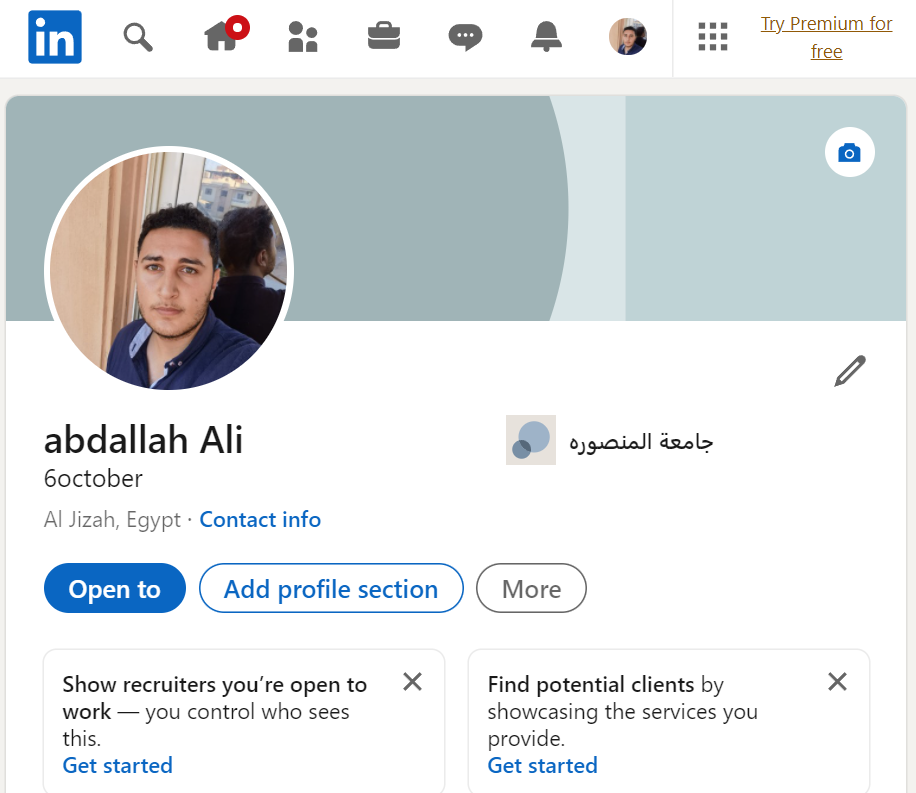 in
Try Premium for
free
abdallah Ali
جامعة المنصوره
6october
Al Jizah, Egypt · Contact info
Open to
Add profile section
More
Show recruiters you’re open to
work — you control who sees
this.
Get started
Find potential clients by
showcasing the services you
provide.
Get started